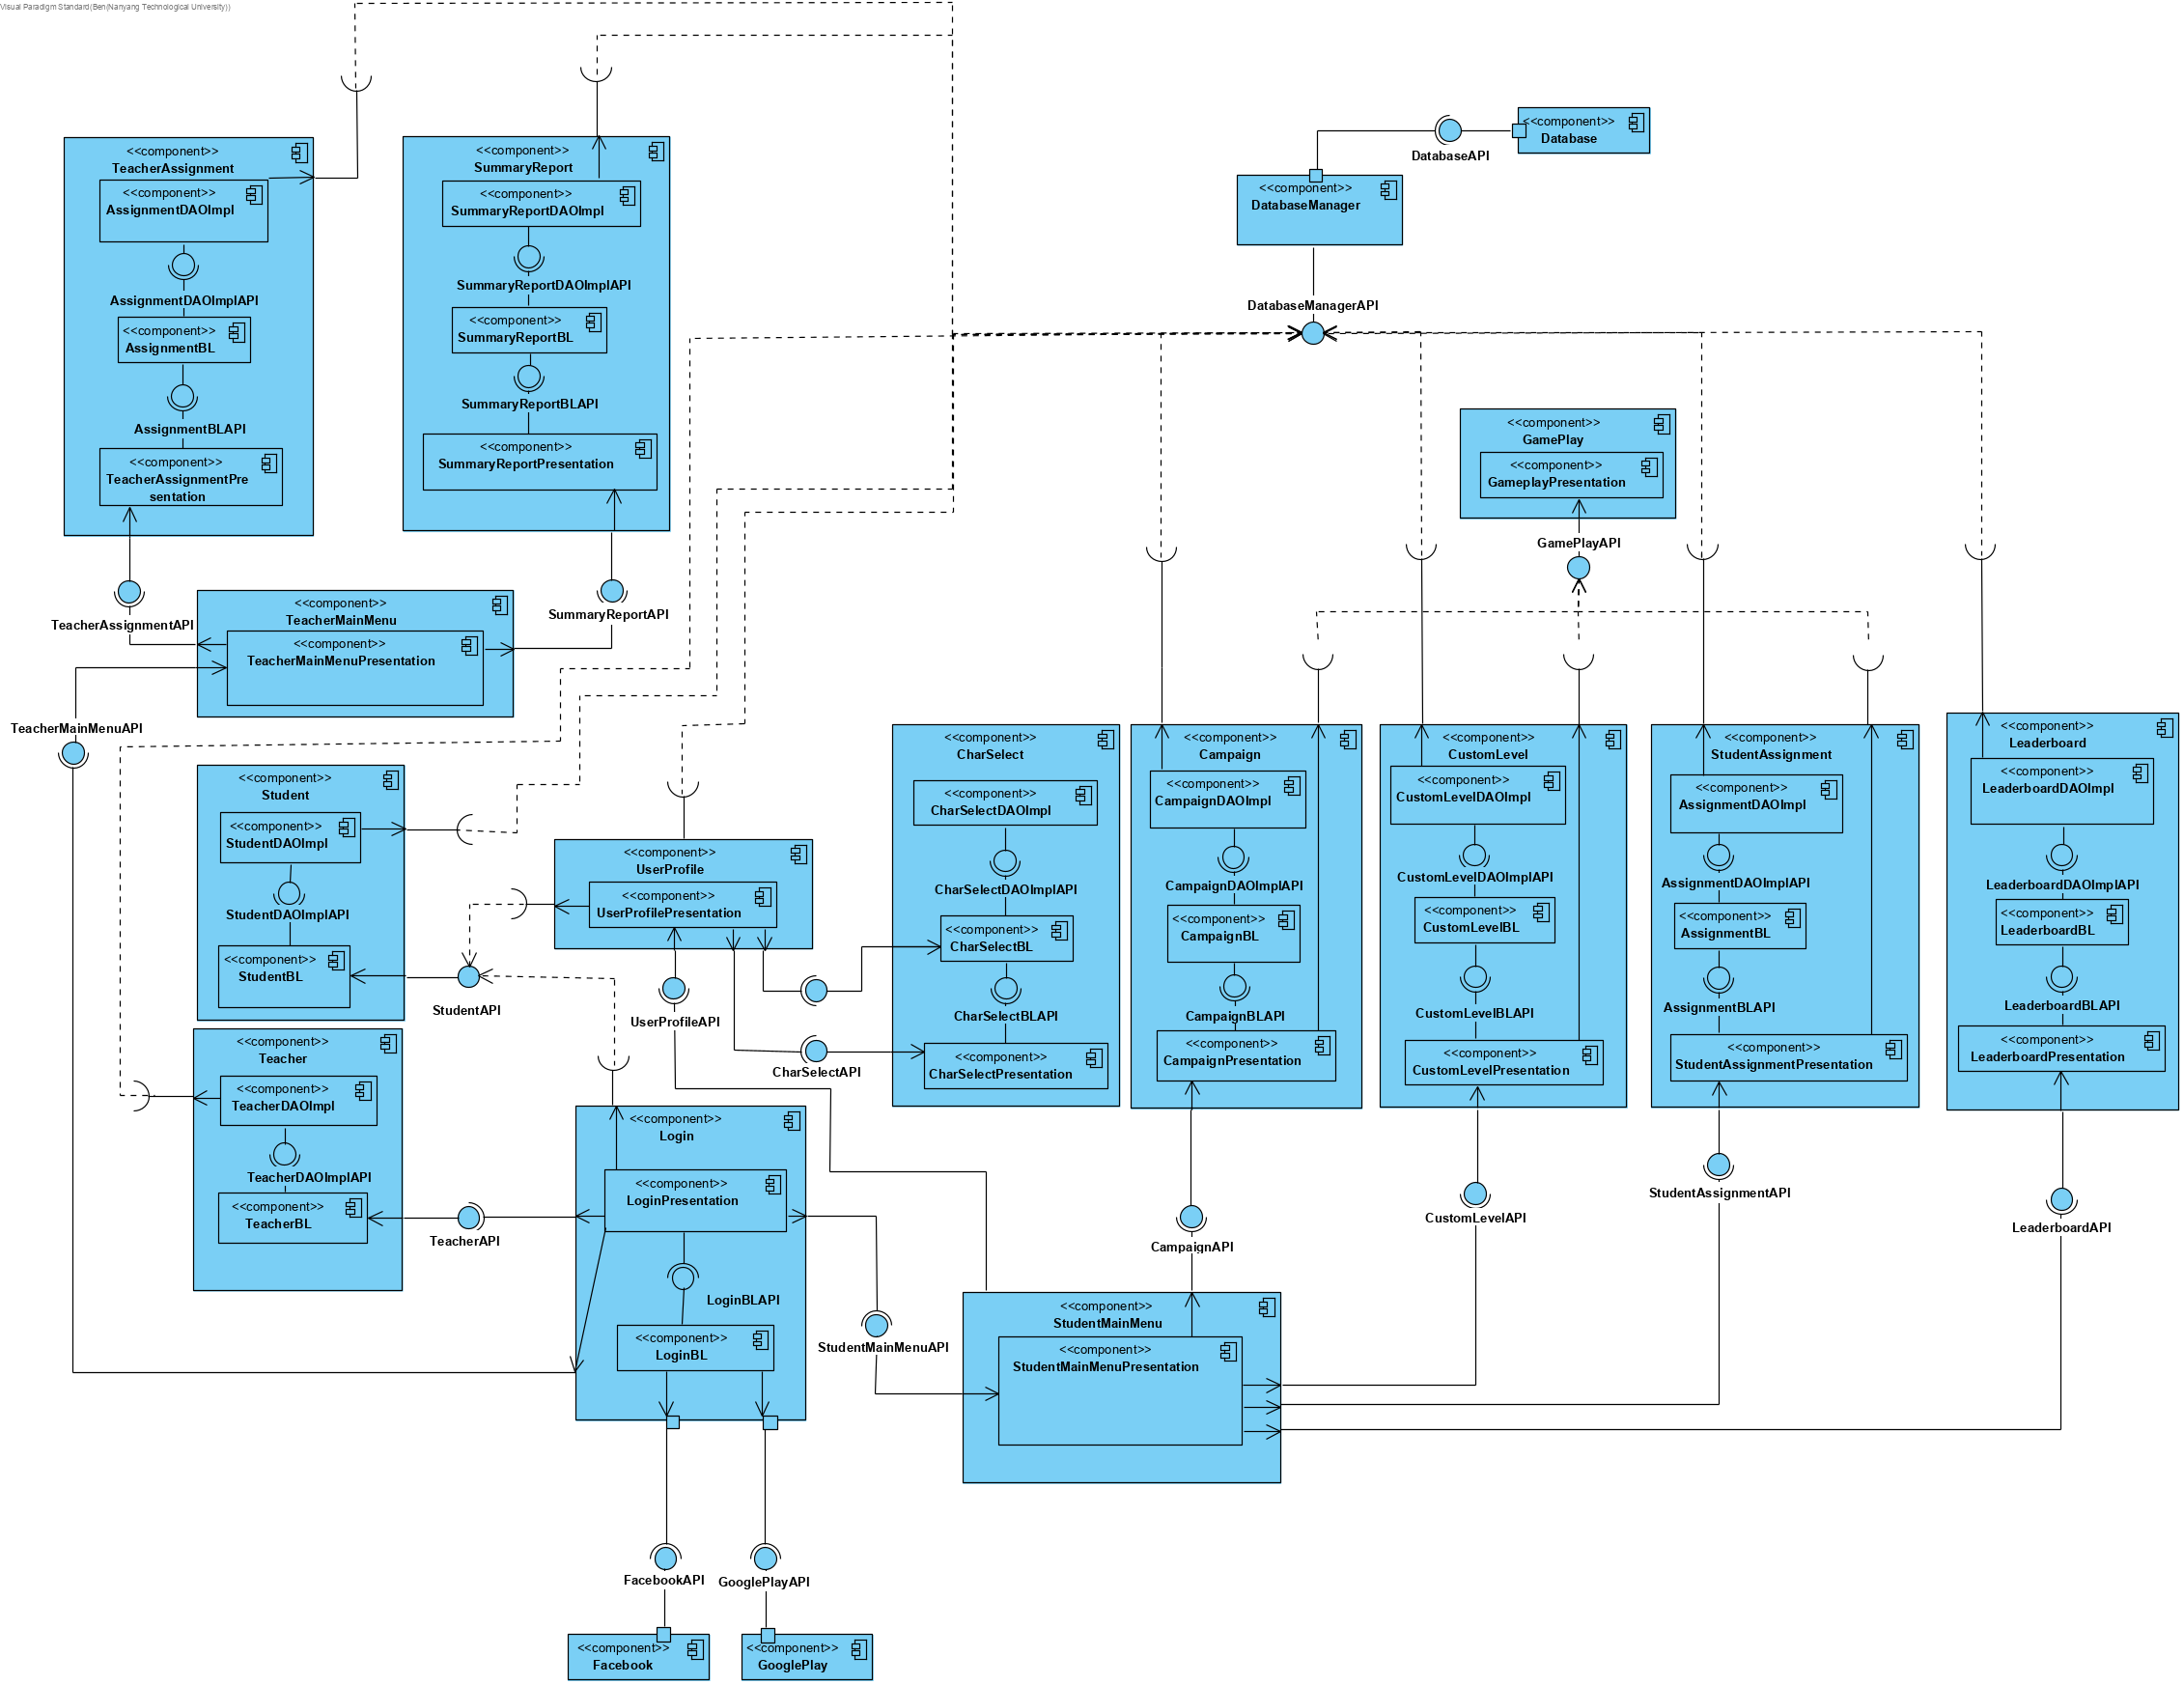 Visual Paradigm Standard(Ben(Nanyang Technological University))
<<component>>
TeacherAssignment
<<component>>
AssignmentDAOImpl
AssignmentDAOImplAPI
<<component>>
AssignmentBL
AssignmentBLAPI
<<component>>
TeacherAssignmentPre
sentation
<<component>>
SummaryReport
<<component>>
SummaryReportDAOImpl
SummaryReportDAOImplAPI
<<component>>
SummaryReportBL
SummaryReportBLAPI
<<component>>
SummaryReportPresentation
<<component>>
Database
DatabaseAPI
<<component>>
DatabaseManager
DatabaseManagerAPI
<<component>>
GamePlay
<<component>>
GameplayPresentation
GamePlayAPI
TeacherAssignmentAPI
<<component>>
TeacherMainMenu
<<component>>
TeacherMainMenuPresentation
SummaryReportAPI
TeacherMainMenuAPI
<<component>>
Student
<<component>>
StudentDAOImpl
StudentDAOImplAPI
<<component>>
StudentBL
StudentAPI
<<component>>
UserProfile
<<component>>
UserProfilePresentation
UserProfileAPI
<<component>>
CharSelect
<<component>>
CharSelectDAOImpl
CharSelectDAOImplAPI
<<component>>
CharSelectBL
CharSelectBLAPI
<<component>>
CharSelectPresentation
CharSelectAPI
<<component>>
Campaign
<<component>>
CampaignDAOImpl
CampaignDAOImplAPI
<<component>>
CampaignBL
CampaignBLAPI
<<component>>
CampaignPresentation
<<component>>
CustomLevel
<<component>>
CustomLevelDAOImpl
CustomLevelDAOImplAPI
<<component>>
CustomLevelBL
CustomLevelBLAPI
<<component>>
CustomLevelPresentation
<<component>>
StudentAssignment
<<component>>
AssignmentDAOImpl
AssignmentDAOImplAPI
<<component>>
AssignmentBL
AssignmentBLAPI
<<component>>
StudentAssignmentPresentation
<<component>>
Leaderboard
<<component>>
LeaderboardDAOImpl
LeaderboardDAOImplAPI
<<component>>
LeaderboardBL
LeaderboardBLAPI
<<component>>
LeaderboardPresentation
<<component>>
Teacher
<<component>>
TeacherDAOImpl
TeacherDAOImplAPI
<<component>>
TeacherBL
TeacherAPI
<<component>>
Login
<<component>>
LoginPresentation
LoginBLAPI
<<component>>
LoginBL
StudentMainMenuAPI
CampaignAPI
CustomLevelAPI
StudentAssignmentAPI
LeaderboardAPI
<<component>>
StudentMainMenu
<<component>>
StudentMainMenuPresentation
FacebookAPI
GooglePlayAPI
<<component>>
Facebook
<<component>>
GooglePlay